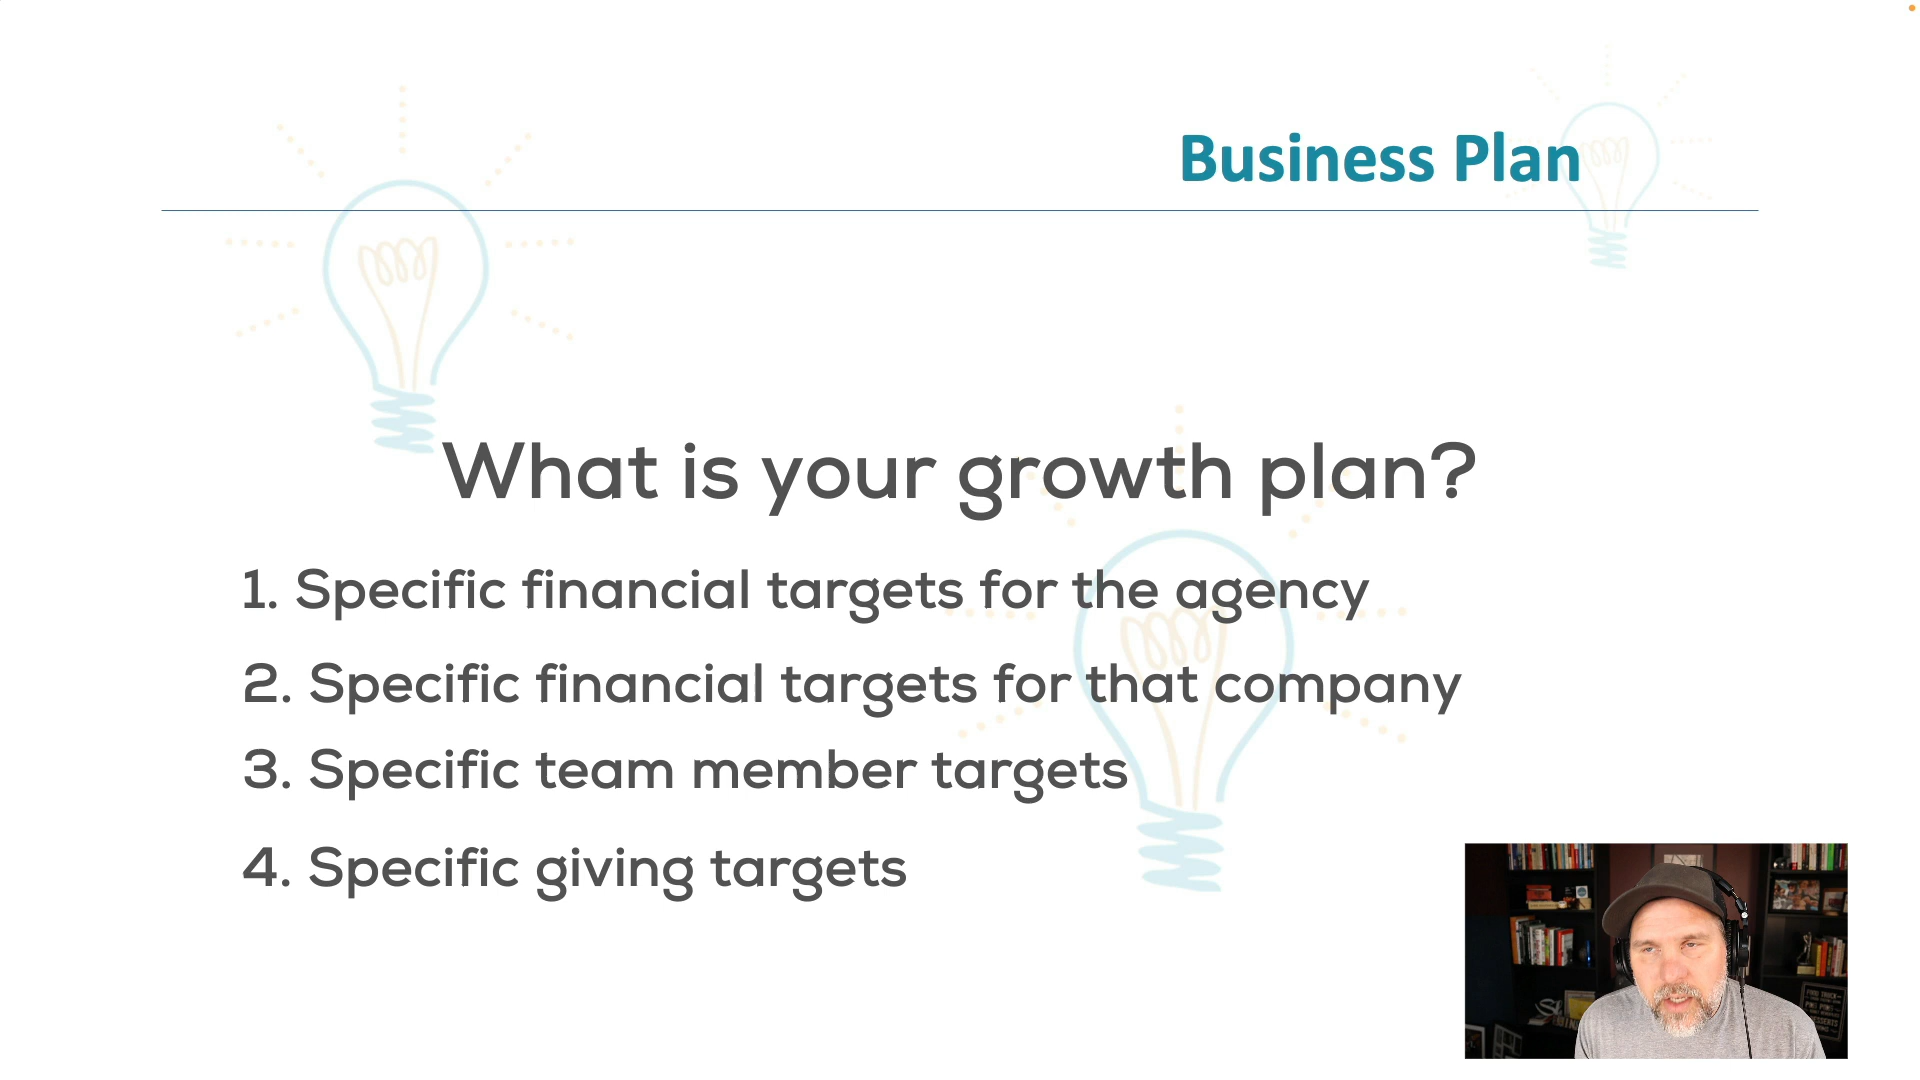 Business Plan
What is your growth plan?
1. Specific financial targets for the agency
2. Specific financial targets for that company
3. Specific team member targets
4. Specific giving targets